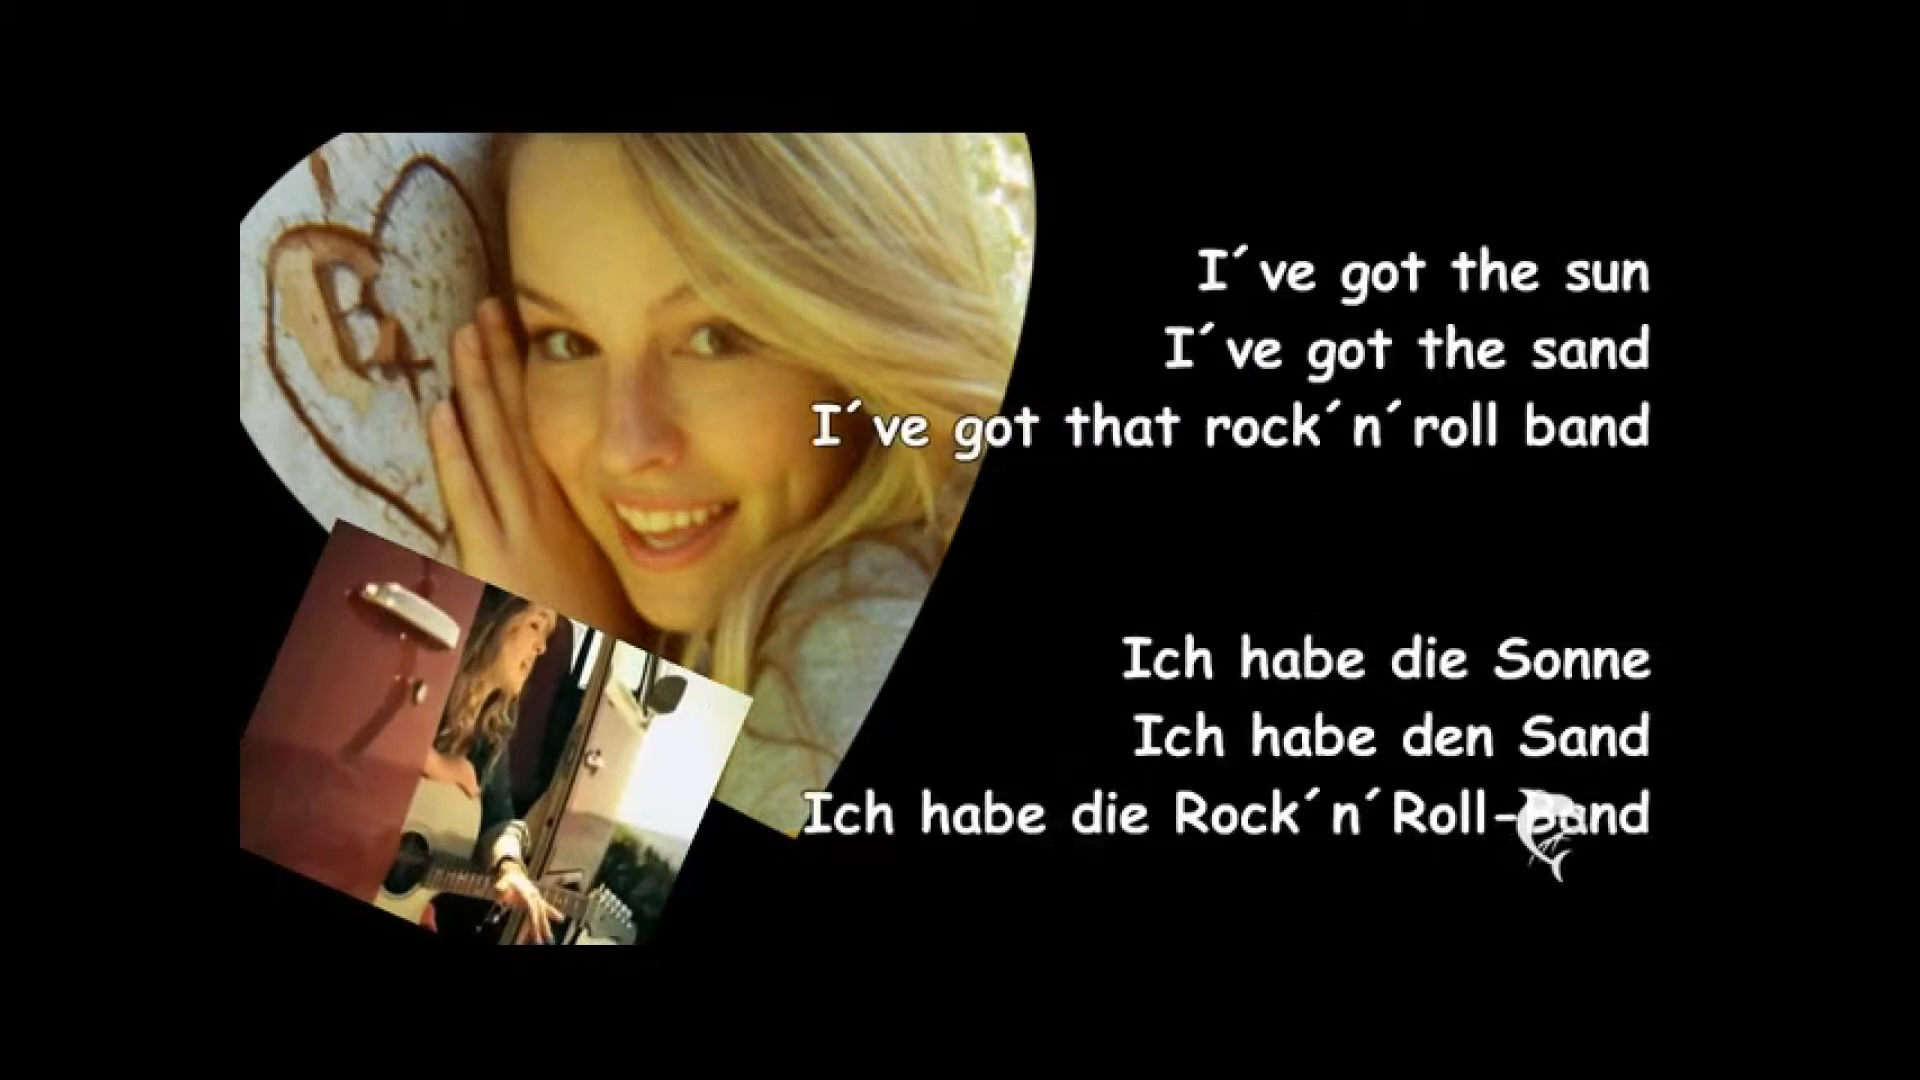 I´ve got the sun
I´ve got the sand
I´ve got that rock´n´roll band
Ich habe die Sonne
Ich habe den Sand
Ich habe die Rock´n´Roll-Band